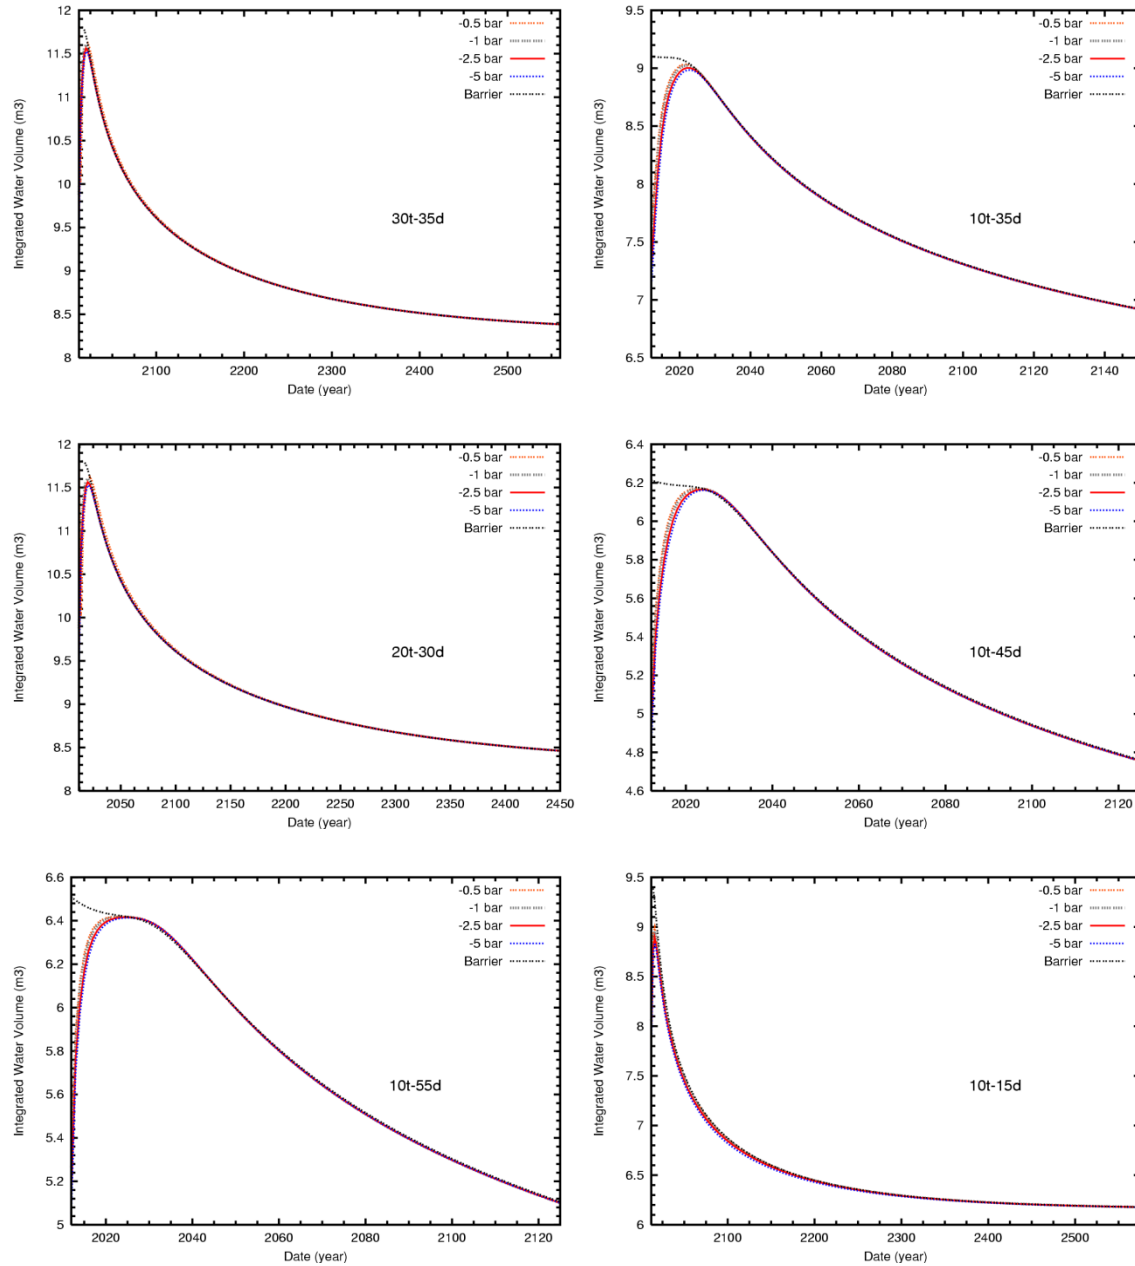 12
11.5
11
10.5
10
9.5
9
8.5
8
Integrated Water Volume (m3)
-0.5 bar
-1 bar
-2.5 bar
-5 bar
Barrier
30t-35d
2100 2200 2300 2400 2500
Date (year)
9.5
9
8.5
8
7.5
7
6.5
Integrated Water Volume (m3)
-0.5 bar
-1 bar
-2.5 bar
-5 bar
Barrier
10t-35d
2020 2040 2060 2080 2100 2120 2140
Date (year)
12
11.5
11
10.5
10
9.5
9
8.5
8
Integrated Water Volume (m3)
-0.5 bar
-1 bar
-2.5 bar
-5 bar
Barrier
20t-30d
2050 2100 2150 2200 2250 2300 2350 2400 2450
Date (year)
6.4
6.2
6
5.8
5.6
5.4
5.2
5
4.8
4.6
Integrated Water Volume (m3)
-0.5 bar
-1 bar
-2.5 bar
-5 bar
Barrier
10t-45d
2020 2040 2060 2080 2100 2120
Date (year)
6.6
6.4
6.2
6
5.8
5.6
5.4
5.2
5
Integrated Water Volume (m3)
-0.5 bar
-1 bar
-2.5 bar
-5 bar
Barrier
10t-55d
2020 2040 2060 2080 2100 2120
Date (year)
9.5
9
8.5
8
7.5
7
6.5
6
Integrated Water Volume (m3)
-0.5 bar
-1 bar
-2.5 bar
-5 bar
Barrier
10t-15d
2100 2200 2300 2400 2500
Date (year)